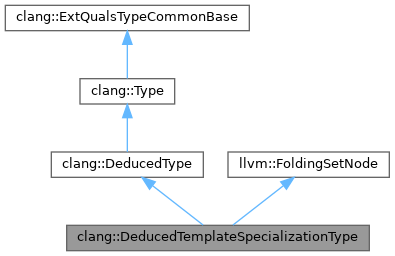 clang::ExtQualsTypeCommonBase
clang::Type
clang::DeducedType
llvm::FoldingSetNode
clang::DeducedTemplateSpecializationType